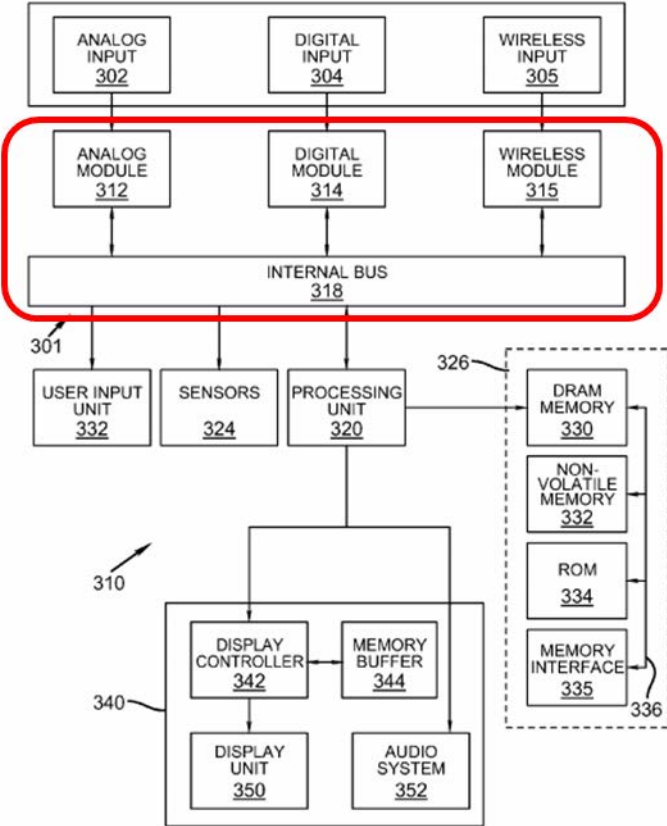 ANALOG
INPUT
302
DIGITAL
INPUT
304
WIRELESS
INPUT
305
ANALOG
MODULE
312
DIGITAL
MODULE
314
WIRELESS
MODULE
315
INTERNAL BUS
318
301
USER INPUT
UNIT
332
SENSORS
324
PROCESSING
UNIT
320
326
DRAM
MEMORY
330
NON-
VOLATILE
MEMORY
332
ROM
334
MEMORY
INTERFACE
335
336
310
340
DISPLAY
CONTROLLER
342
MEMORY
BUFFER
344
DISPLAY
UNIT
350
AUDIO
SYSTEM
352